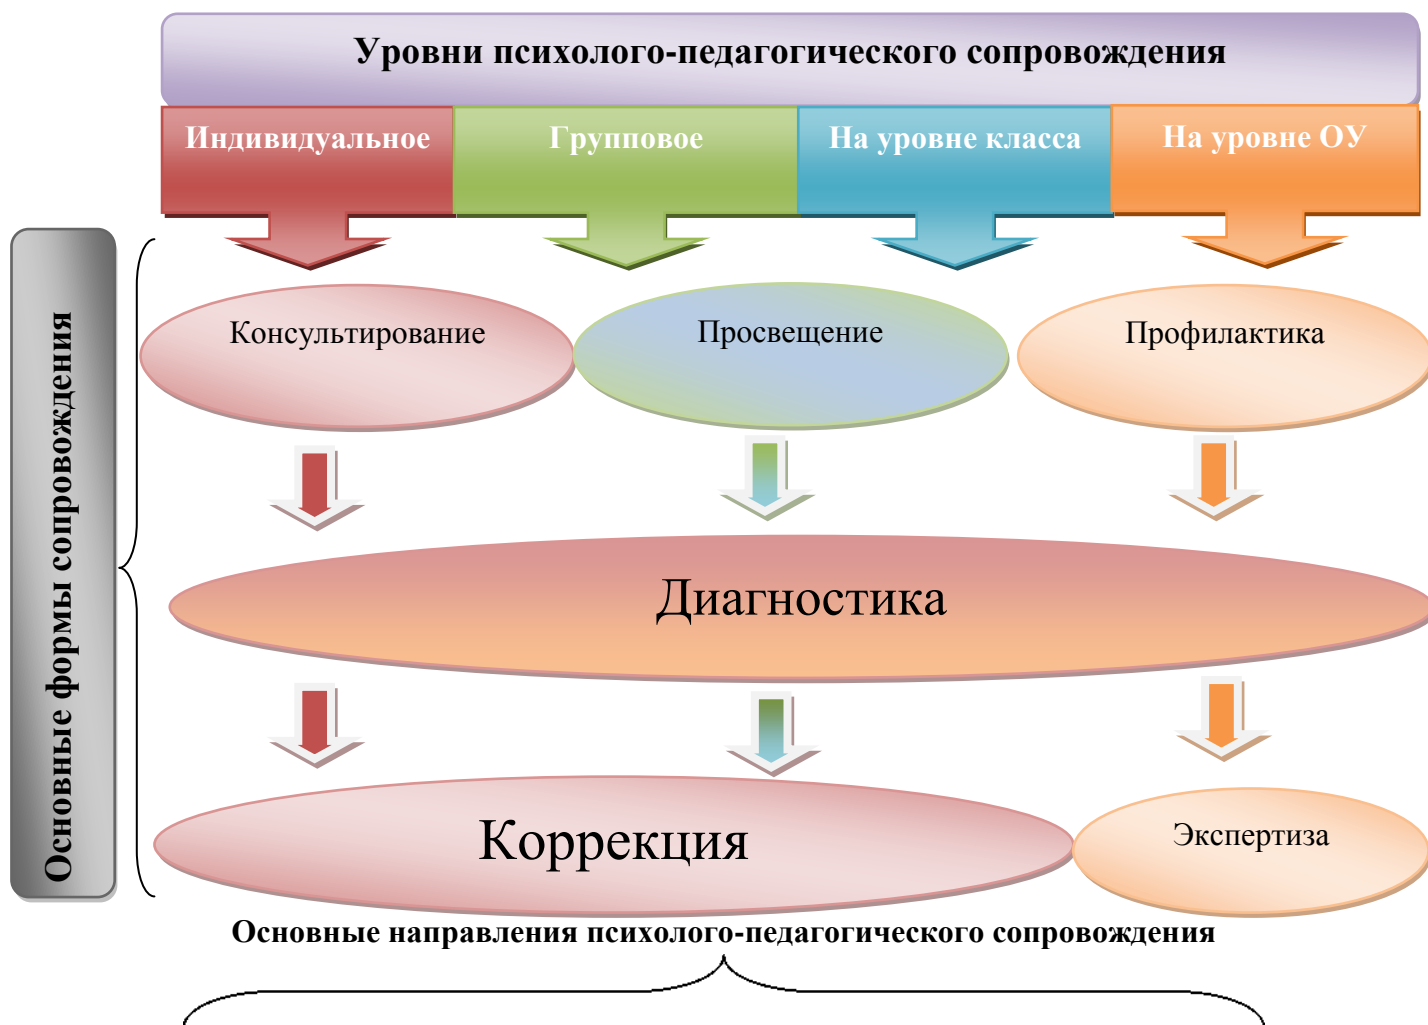 Уровни психолого-педагогического сопровождения
Индивидуальное
Групповое
На уровне класса
На уровне ОУ
Основные формы сопровождения
Консультирование
Просвещение
Профилактика
Диагностика
Коррекция
Экспертиза
Основные направления психолого-педагогического сопровождения